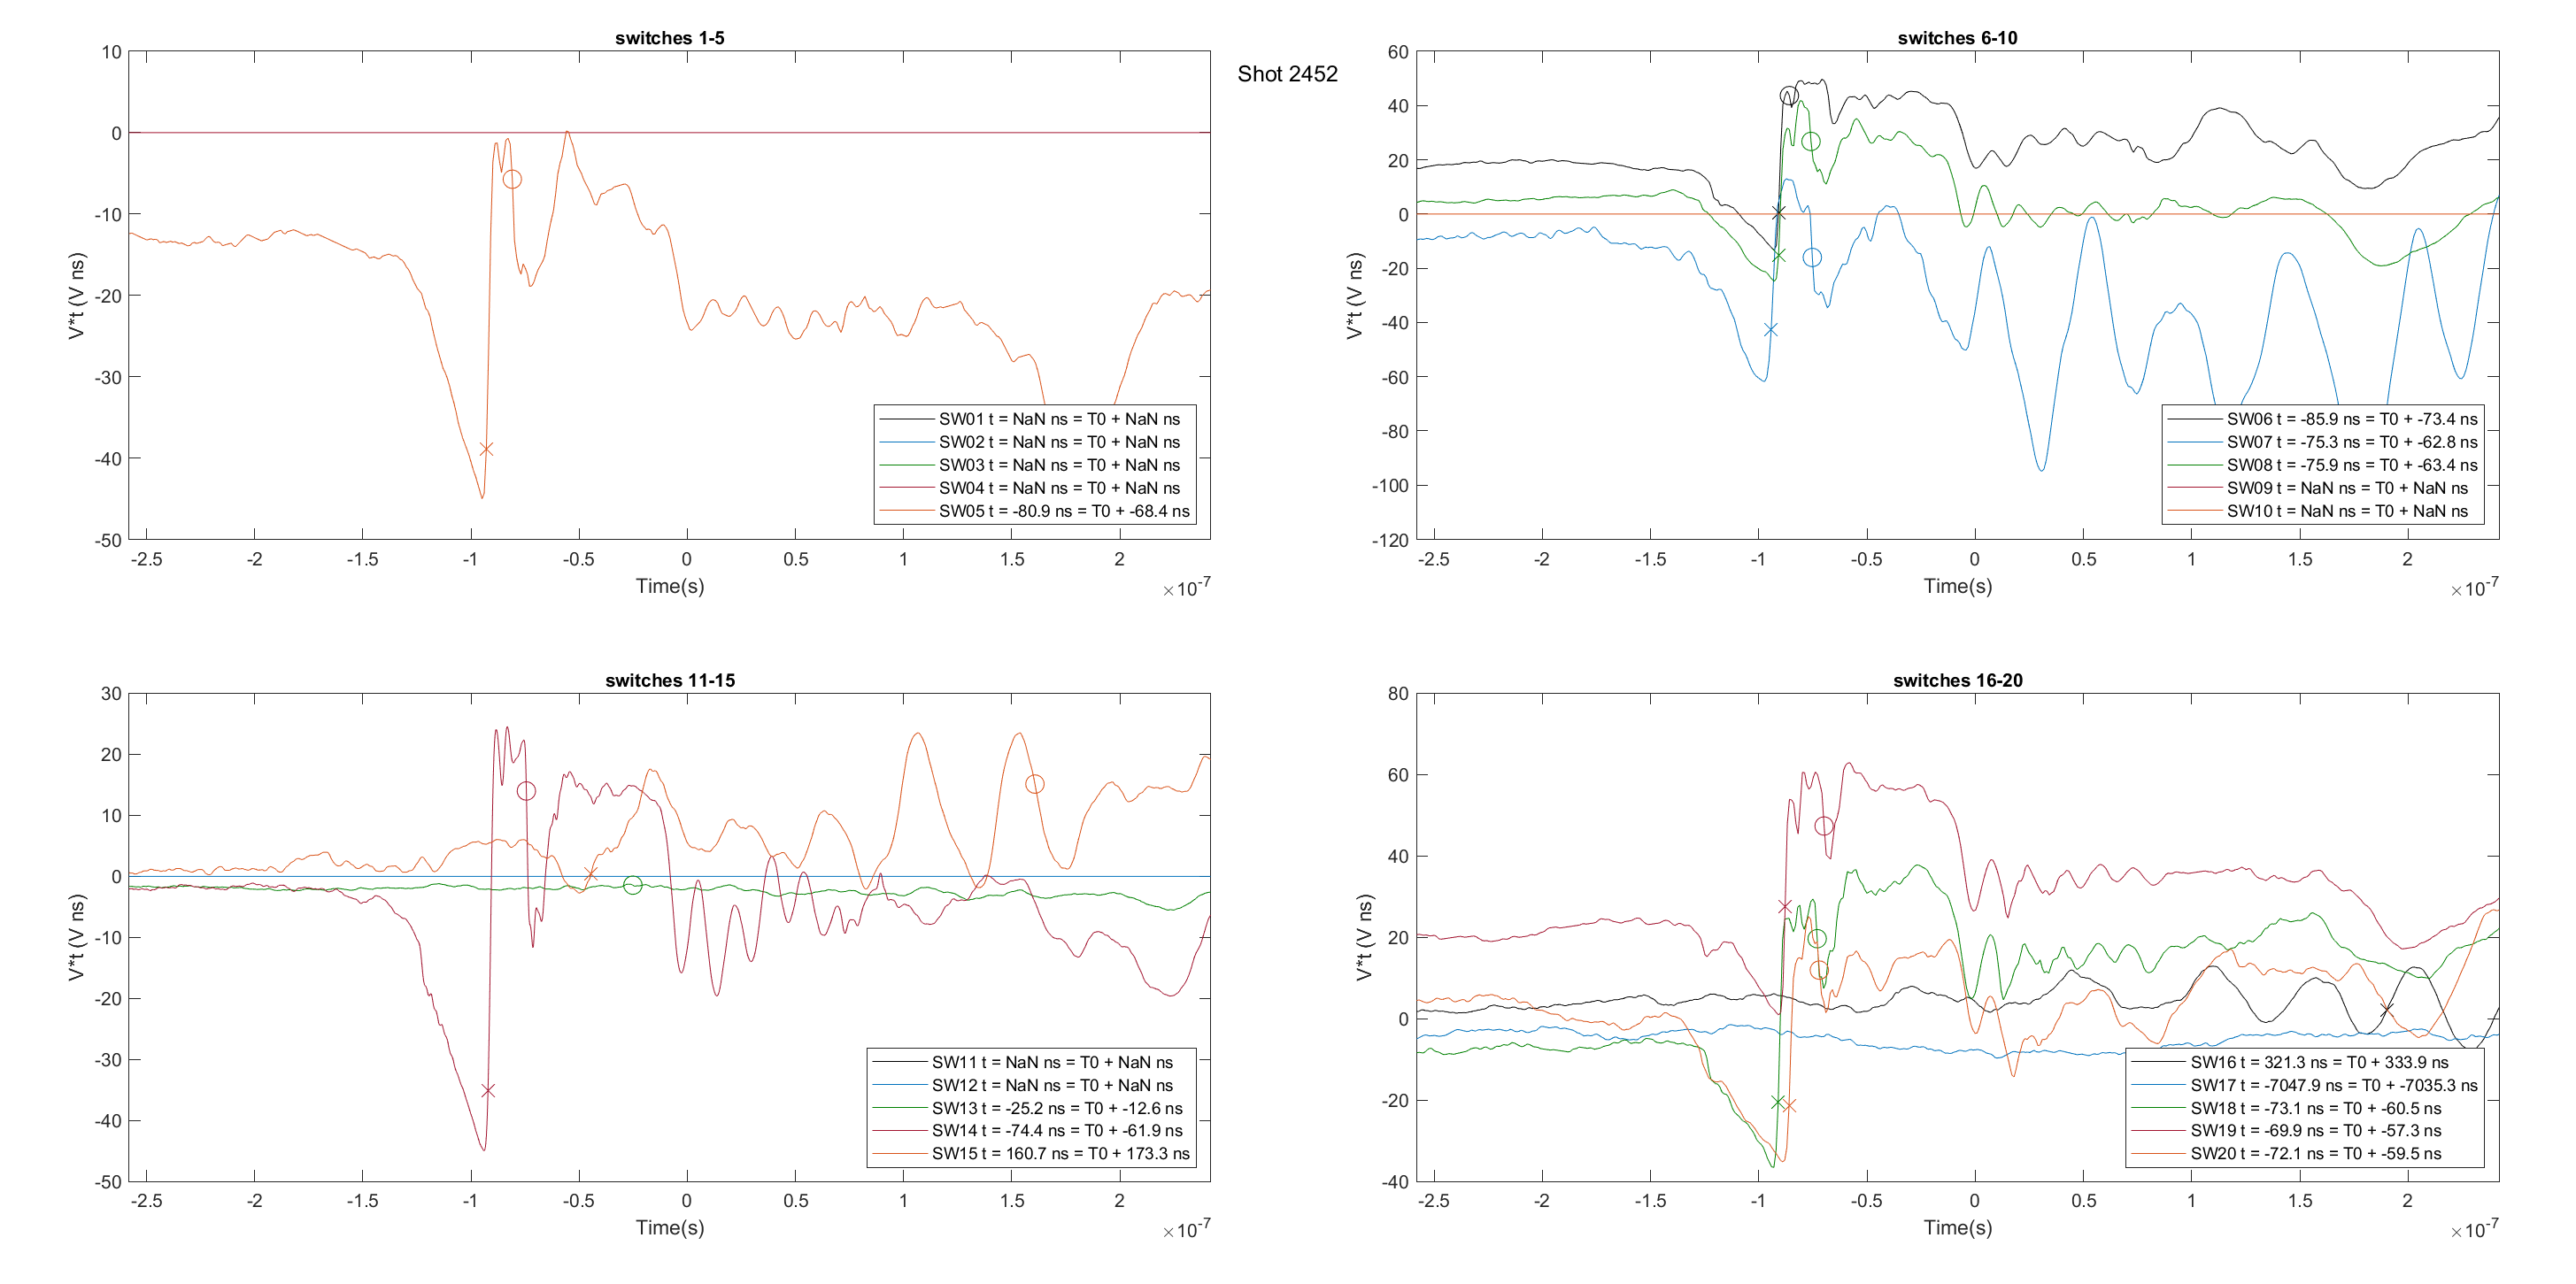 Shot 2452
switches 1-5
10
0
-10
-20
-30
-40
-50
V*t (V ns)
-2.5 -2 -1.5 -1 -0.5 0 0.5 1 1.5 2
Time(s)
×10-7
SW01 t = NaN ns = T0 + NaN ns
SW02 t = NaN ns = T0 + NaN ns
SW03 t = NaN ns = T0 + NaN ns
SW04 t = NaN ns = T0 + NaN ns
SW05 t = -80.9 ns = T0 + -68.4 ns
switches 6-10
60
40
20
0
-20
-40
-60
-80
-100
-120
V*t (V ns)
-2.5 -2 -1.5 -1 -0.5 0 0.5 1 1.5 2
Time(s)
×10-7
SW06 t = -85.9 ns = T0 + -73.4 ns
SW07 t = -75.3 ns = T0 + -62.8 ns
SW08 t = -75.9 ns = T0 + -63.4 ns
SW09 t = NaN ns = T0 + NaN ns
SW10 t = NaN ns = T0 + NaN ns
switches 11-15
30
20
10
0
-10
-20
-30
-40
-50
V*t (V ns)
-2.5 -2 -1.5 -1 -0.5 0 0.5 1 1.5 2
Time(s)
×10-7
SW11 t = NaN ns = T0 + NaN ns
SW12 t = NaN ns = T0 + NaN ns
SW13 t = -25.2 ns = T0 + -12.6 ns
SW14 t = -74.4 ns = T0 + -61.9 ns
SW15 t = 160.7 ns = T0 + 173.3 ns
switches 16-20
80
60
40
20
0
-20
-40
V*t (V ns)
-2.5 -2 -1.5 -1 -0.5 0 0.5 1 1.5 2
Time(s)
×10-7
SW16 t = 321.3 ns = T0 + 333.9 ns
SW17 t = -7047.9 ns = T0 + -7035.3 ns
SW18 t = -73.1 ns = T0 + -60.5 ns
SW19 t = -69.9 ns = T0 + -57.3 ns
SW20 t = -72.1 ns = T0 + -59.5 ns